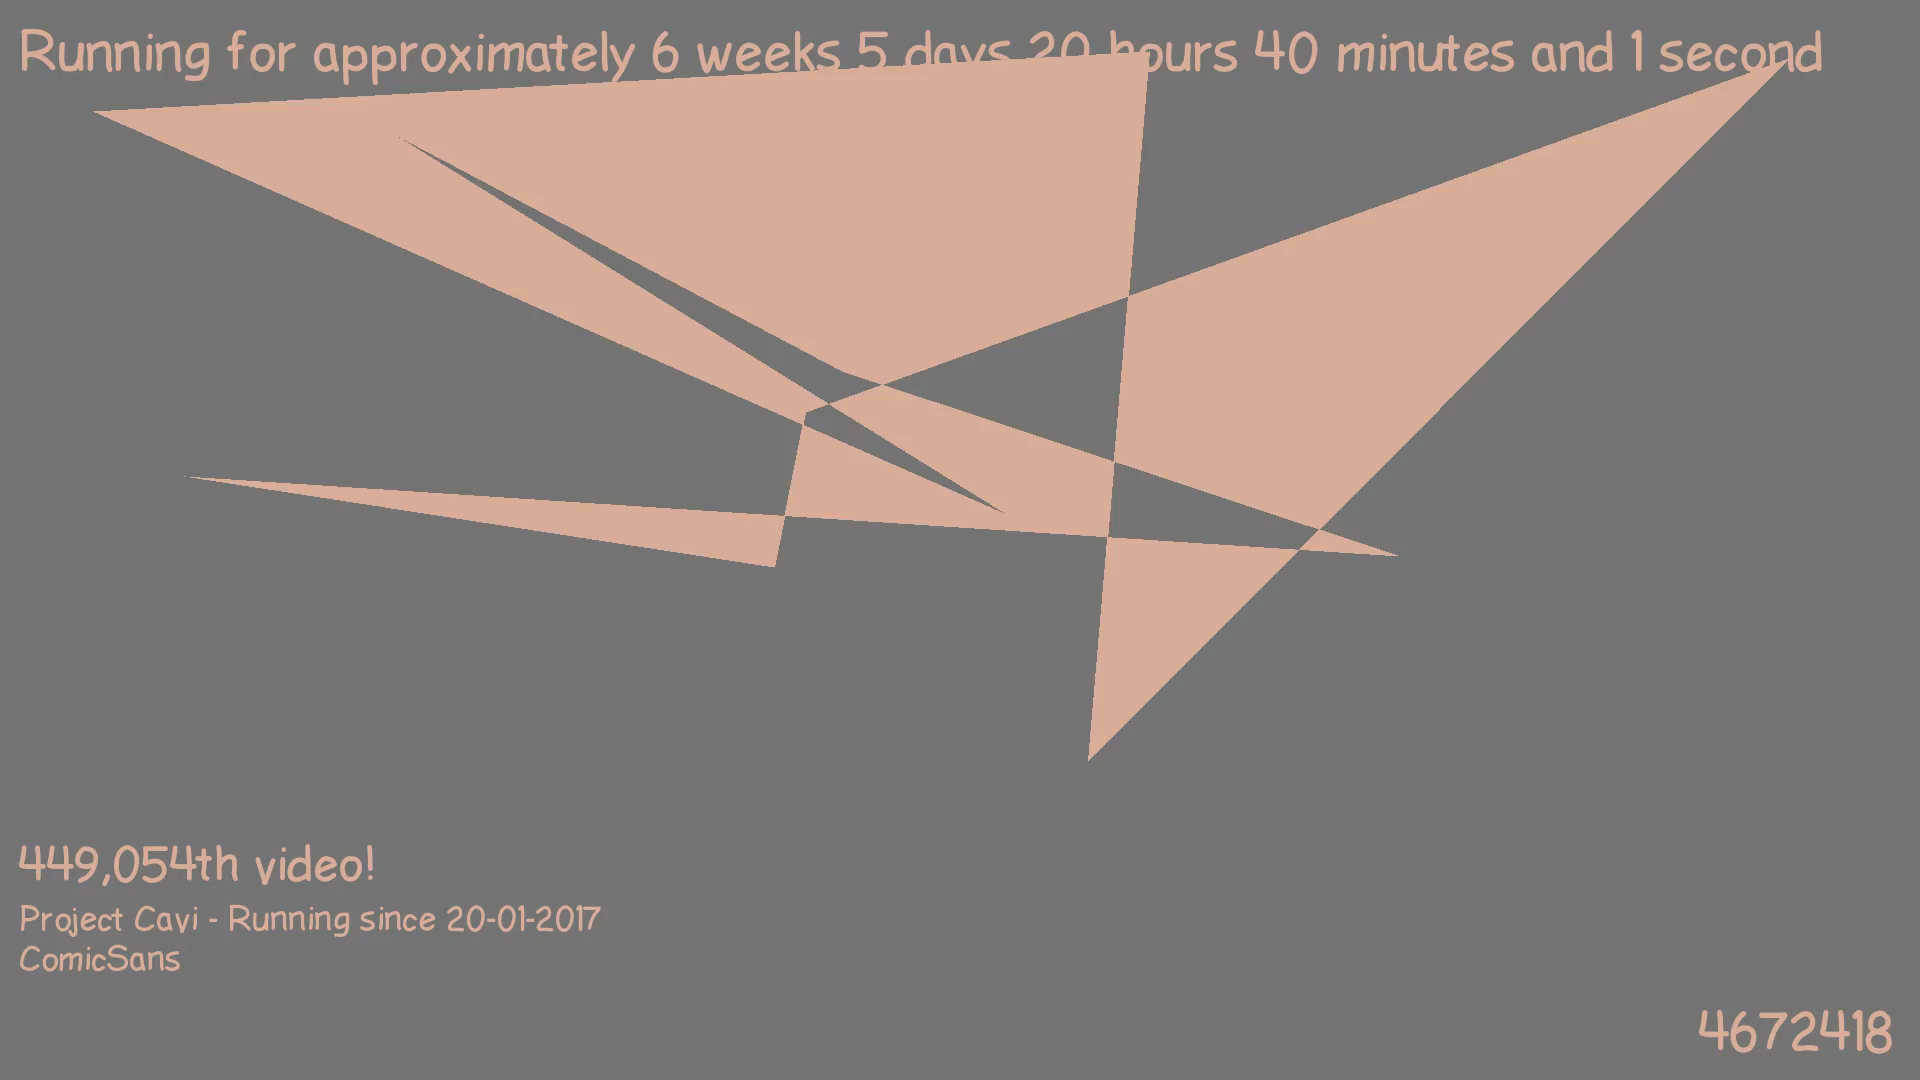 Running for approximately 6 weeks 5 days 20 hours 40 minutes and 1 second
449,054th video!
Project Cavi - Running since 20-01-2017
ComicSans
4672418